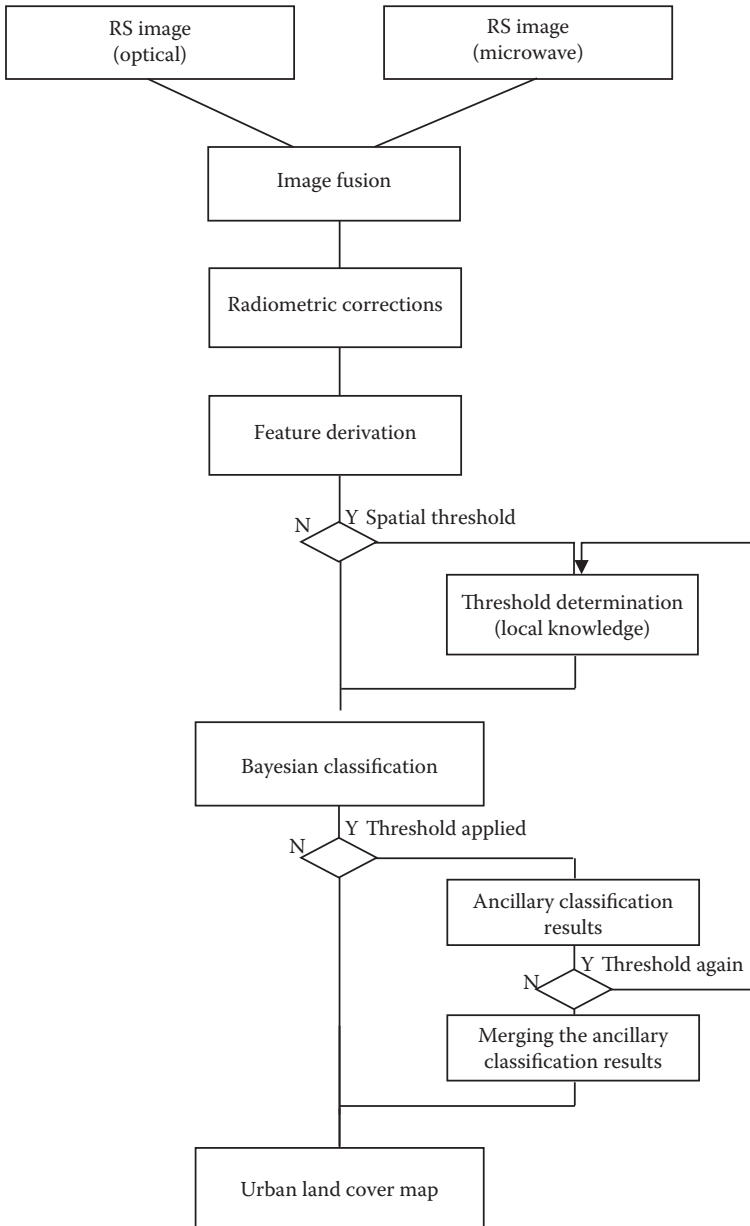 RS image
(optical)
RS image
(microwave)
Image fusion
Radiometric corrections
Feature derivation
N
Y Spatial threshold
Threshold determination
(local knowledge)
Bayesian classification
N
Y Threshold applied
Ancillary classification
results
N
Y Threshold again
Merging the ancillary
classification results
Urban land cover map